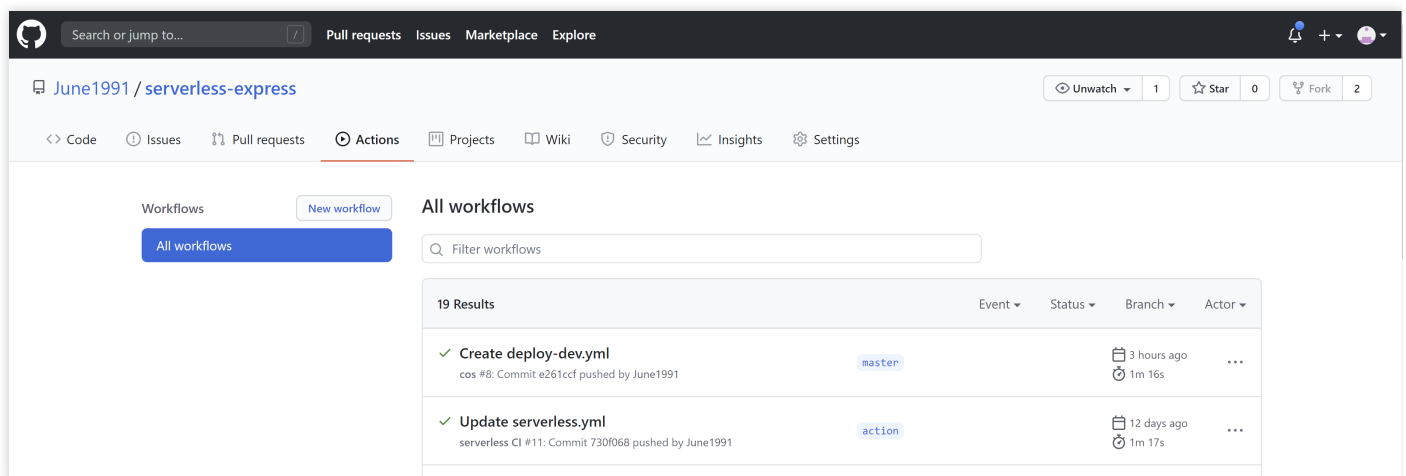 Search or jump to... / Pull requests Issues Marketplace Explore
June1991 / serverless-express Unwatch 1 Star 0 Fork 2
Code Issues Pull requests Actions Projects Wiki Security Insights Settings
Workflows New workflow All workflows
All workflows
Filter workflows
19 Results Event Status Branch Actor
Create deploy-dev.yml master 3 hours ago
cos #8: Commit e261ccf pushed by June1991 1m 16s
Update serverless.yml action 12 days ago
serverless CI #11: Commit 730f068 pushed by June1991 1m 17s